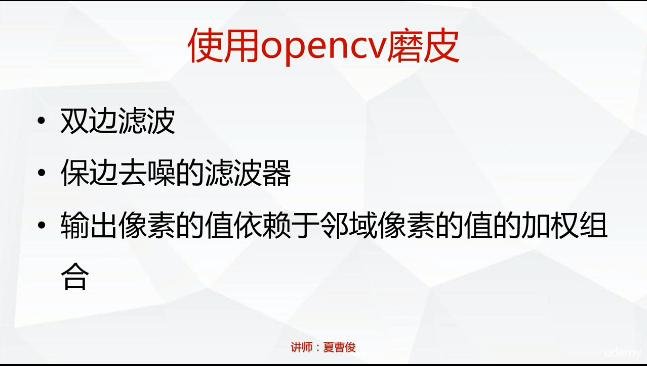 使用opencv磨皮
• 双边滤波
• 保边去噪的滤波器
• 输出像素的值依赖于邻域像素的值的加权组
合
讲师：夏曹俊
udemy